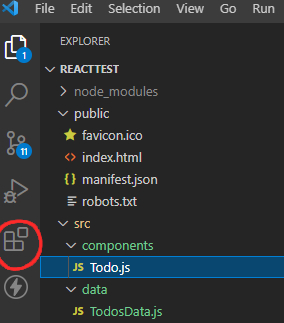 File Edit Selection View Go Run
EXPLORER
1
REACTTEST
node_modules
public
favicon.ico
11
index.html
manifest.json
robots.txt
src
components
JS Todo.js
data
JS TodosData.js